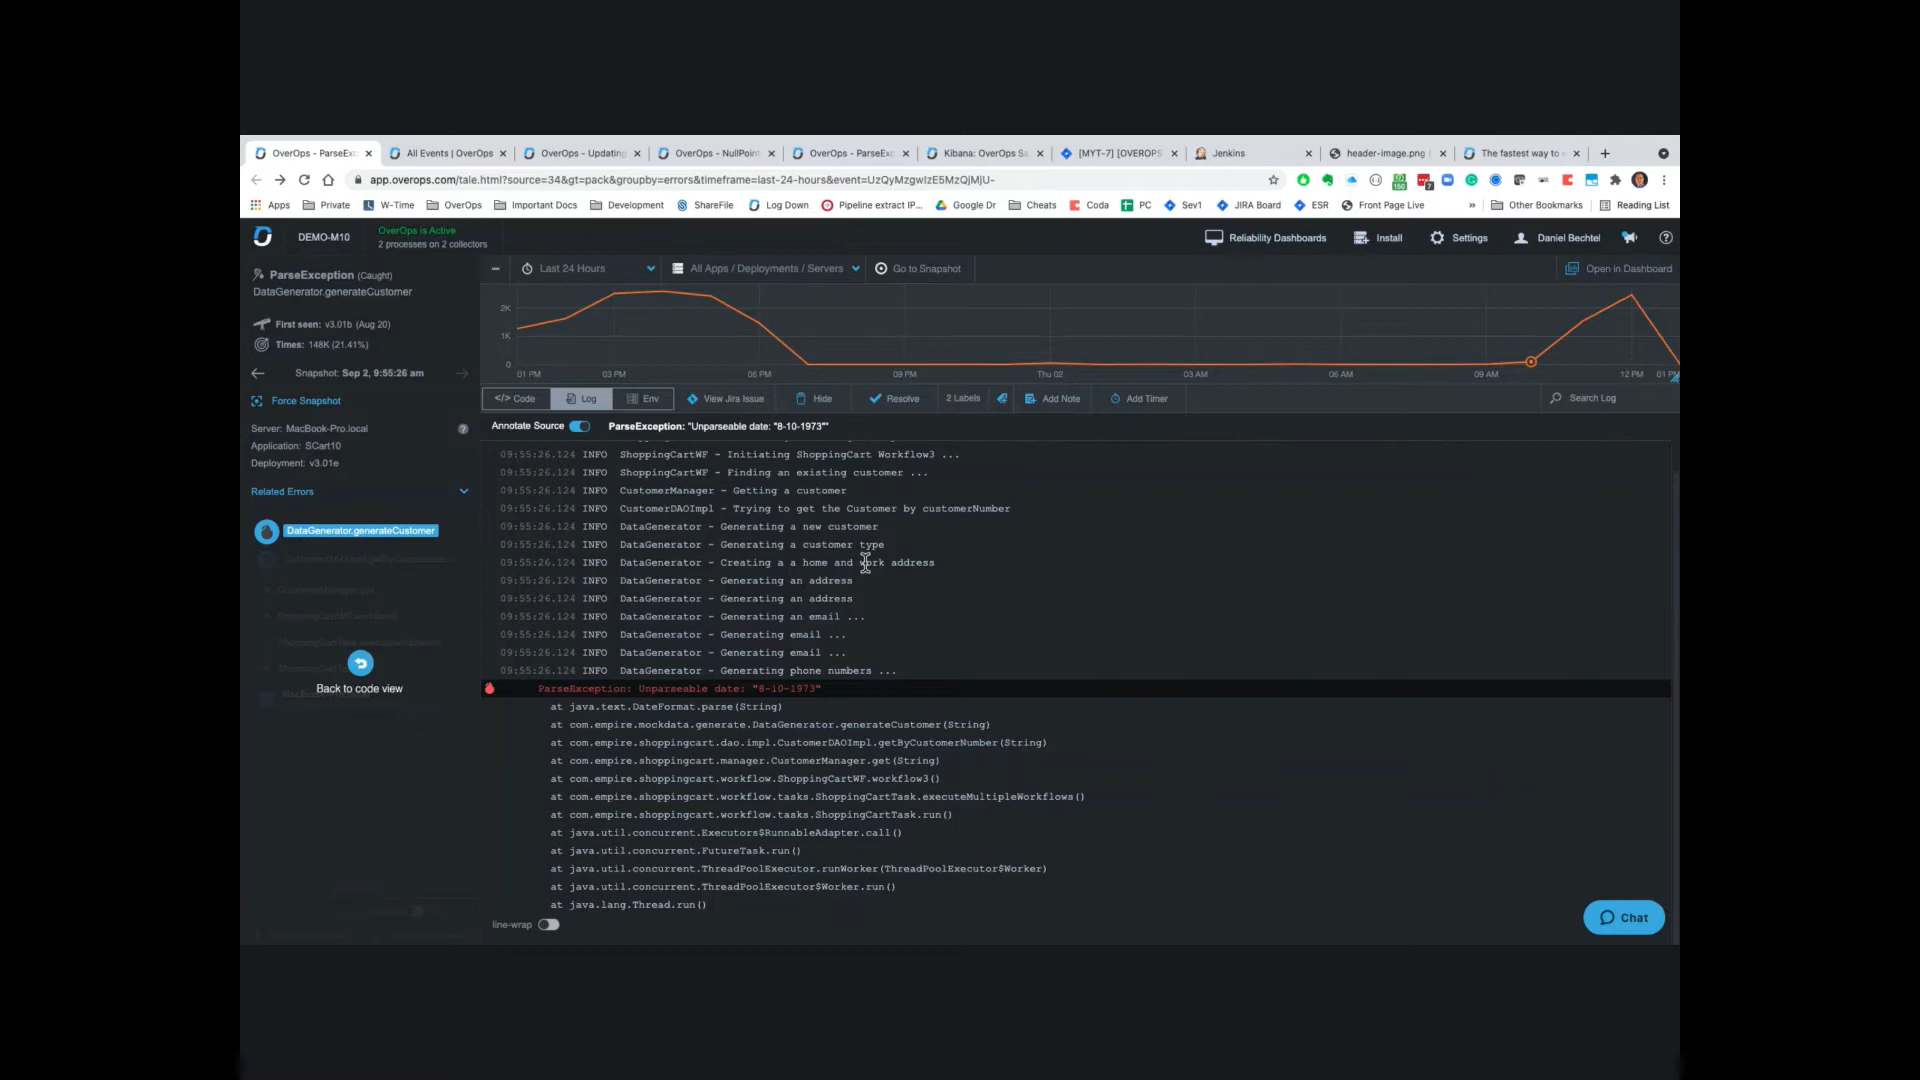 OverOps - ParseExc
All Events | OverOps
OverOps - Updating
OverOps - NullPoint
OverOps - ParseExc
Kibana: OverOps Sa
[MYT-7] [OVEROPS
Jenkins
header-image.png (
The fastest way to
app.overops.com/tale.html?source=34&gt=pack&groupby=errors&timeframe=last-24-hours&event=UzQyMzgwIzE5MzQjMjU-
Apps Private W-Time OverOps Important Docs Development ShareFile Log Down Pipeline extract IP... Google Dr Cheats Coda PC Sev1 JIRA Board ESR Front Page Live » Other Bookmarks Reading List
DEMO-M10
OverOps is Active
2 processes on 2 collectors
Reliability Dashboards Install Settings Daniel Bechtel
ParseException (Caught)
DataGenerator.generateCustomer
First seen: v3.01b (Aug 20)
Times: 148K (21.41%)
Snapshot: Sep 2, 9:55:26 am
Force Snapshot
Server: MacBook-Pro.local
Application: SCart10
Deployment: v3.01e
Related Errors
DataGenerator.generateCustomer
Back to code view
Last 24 Hours All Apps / Deployments / Servers Go to Snapshot Open in Dashboard
2K
1K
0
01 PM 03 PM 06 PM 09 PM Thu 02 03 AM 06 AM 09 AM 12 PM 01 PM
</> Code Log Env View Jira Issue Hide Resolve 2 Labels Add Note Add Timer Search Log
Annotate Source ParseException: "Unparseable date: "8-10-1973""
09:55:26.124 INFO ShoppingCartWF - Initiating ShoppingCart Workflow3 ...
09:55:26.124 INFO ShoppingCartWF - Finding an existing customer ...
09:55:26.124 INFO CustomerManager - Getting a customer
09:55:26.124 INFO CustomerDAOImpl - Trying to get the Customer by customerNumber
09:55:26.124 INFO DataGenerator - Generating a new customer
09:55:26.124 INFO DataGenerator - Generating a customer type
09:55:26.124 INFO DataGenerator - Creating a a home and work address
09:55:26.124 INFO DataGenerator - Generating an address
09:55:26.124 INFO DataGenerator - Generating an address
09:55:26.124 INFO DataGenerator - Generating an email ...
09:55:26.124 INFO DataGenerator - Generating email ...
09:55:26.124 INFO DataGenerator - Generating email ...
09:55:26.124 INFO DataGenerator - Generating phone numbers ...
ParseException: Unparseable date: "8-10-1973"
at java.text.DateFormat.parse(String)
at com.empire.mockdata.generate.DataGenerator.generateCustomer(String)
at com.empire.shoppingcart.dao.impl.CustomerDAOImpl.getByCustomerNumber(String)
at com.empire.shoppingcart.manager.CustomerManager.get(String)
at com.empire.shoppingcart.workflow.ShoppingCartWF.workflow3()
at com.empire.shoppingcart.workflow.tasks.ShoppingCartTask.executeMultipleWorkflows()
at com.empire.shoppingcart.workflow.tasks.ShoppingCartTask.run()
at java.util.concurrent.Executors$RunnableAdapter.call()
at java.util.concurrent.FutureTask.run()
at java.util.concurrent.ThreadPoolExecutor.runWorker(ThreadPoolExecutor$Worker)
at java.util.concurrent.ThreadPoolExecutor$Worker.run()
at java.lang.Thread.run()
line-wrap
Chat